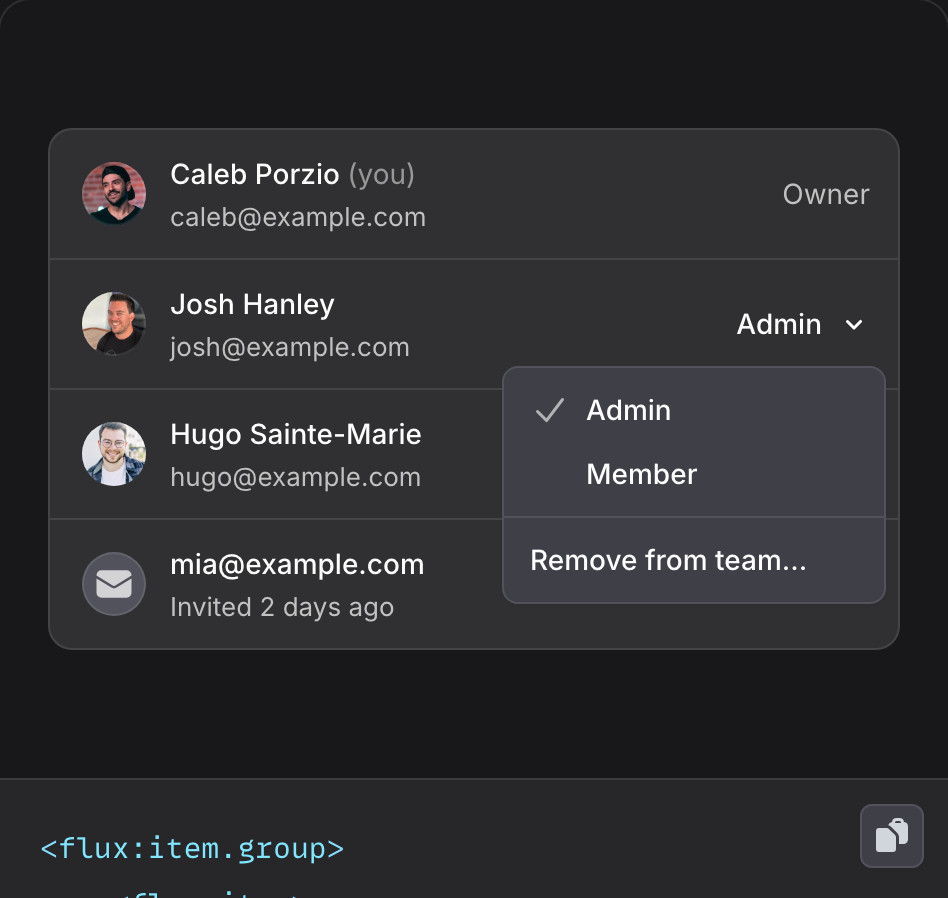 Caleb Porzio (you)
caleb@example.com
Owner
Josh Hanley
josh@example.com
Admin
Admin
Member
Remove from team...
Hugo Sainte-Marie
hugo@example.com
mia@example.com
Invited 2 days ago
<flux:item.group>